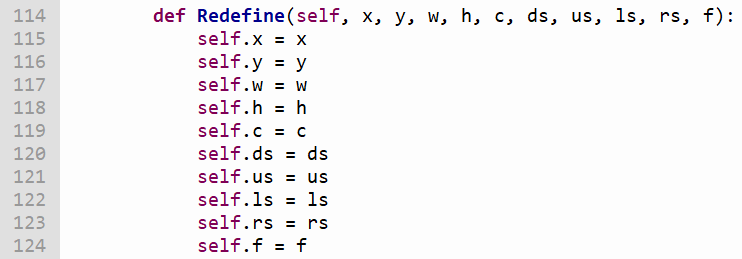 114 def Redefine(self, x, y, w, h, c, ds, us, ls, rs, f):
115 self.x = x
116 self.y = y
117 self.w = w
118 self.h = h
119 self.c = c
120 self.ds = ds
121 self.us = us
122 self.ls = ls
123 self.rs = rs
124 self.f = f